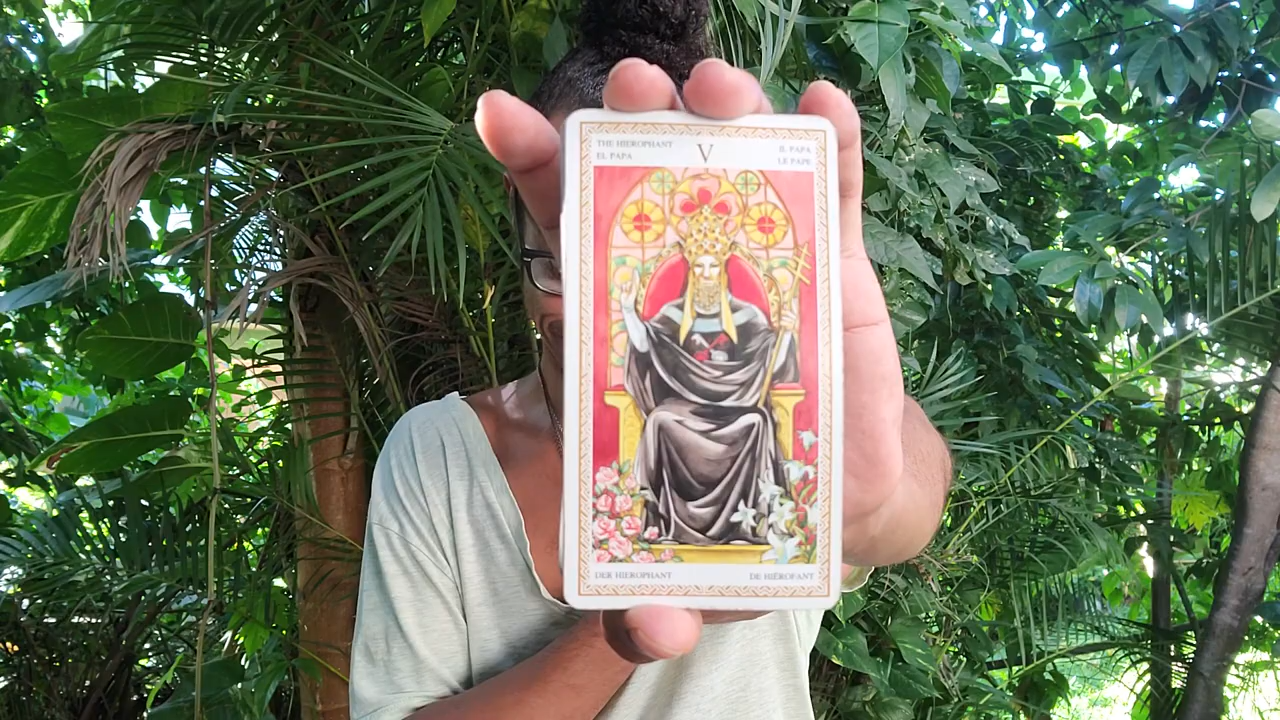 THE HIEROPHANT
EL PAPA
V
IL PAPA
LE PAPE
DER HIEROPHANT
DE HIËROFANT